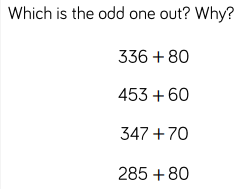 Which is the odd one out? Why?
336 + 80
453 + 60
347 + 70
285 + 80